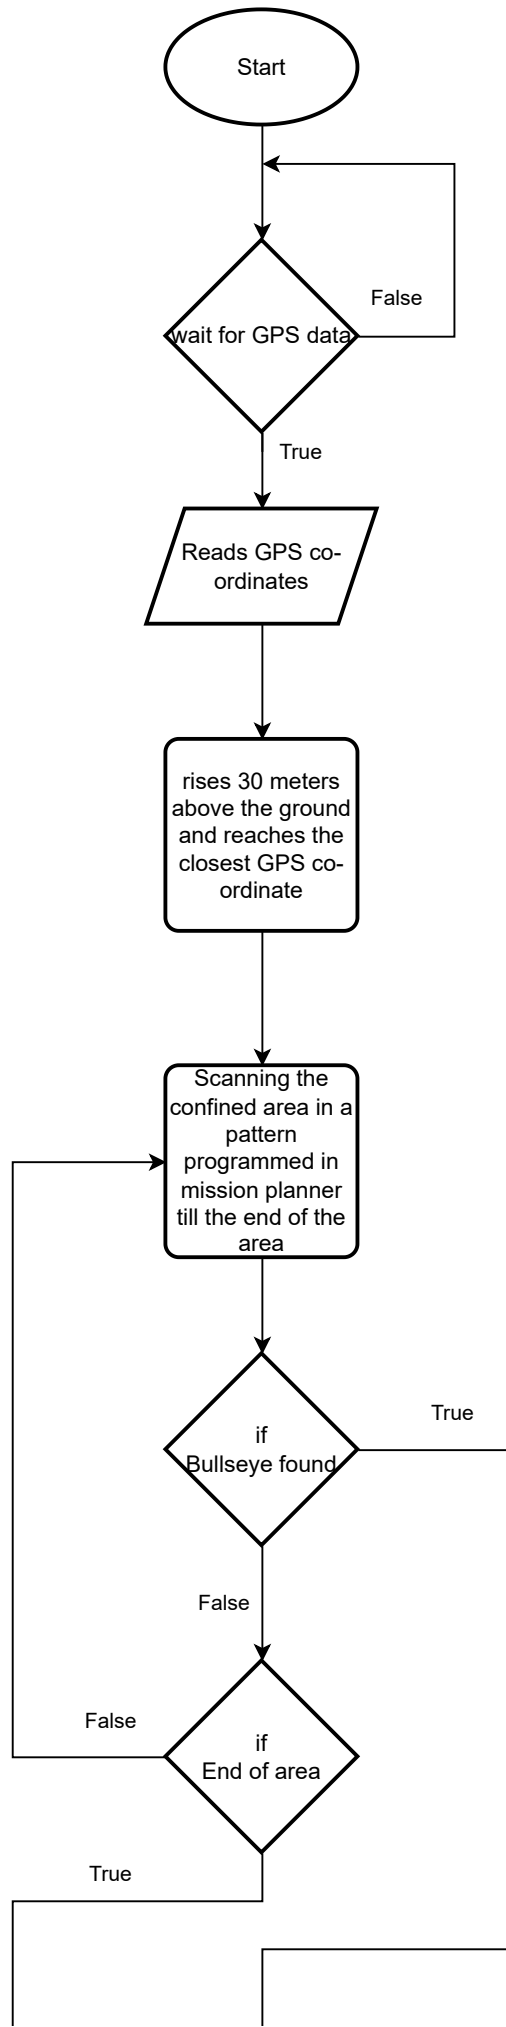 Start
False
wait for GPS data
True
Reads GPS co-
ordinates
rises 30 meters
above the ground
and reaches the
closest GPS co-
ordinate
Scanning the
confined area in a
pattern
programmed in
mission planner
till the end of the
area
True
if
Bullseye found
False
False
if
End of area
True